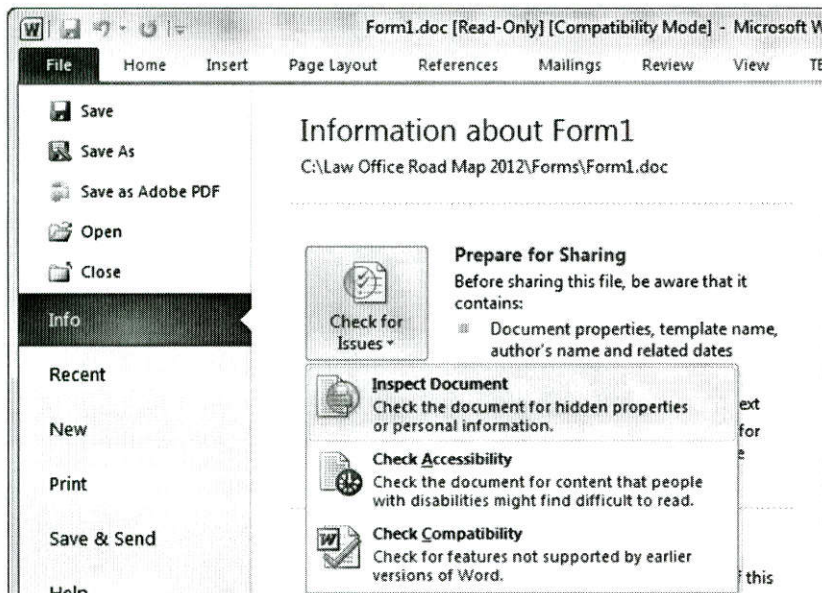 Form1.doc [Read-Only] [Compatibility Mode] - Microsoft W
File Home Insert Page Layout References Mailings Review View
Save
Save As
Save as Adobe PDF
Open
Close
Info
Recent
New
Print
Save & Send
Help
Information about Form1
C:\Law Office Road Map 2012\Forms\Form1.doc
Check for
Issues
Prepare for Sharing
Before sharing this file, be aware that it
contains:
Document properties, template name,
author's name and related dates
ext
for
Inspect Document
Check the document for hidden properties
or personal information.
Check Accessibility
Check the document for content that people
with disabilities might find difficult to read.
Check Compatibility
Check for features not supported by earlier
versions of Word.
this